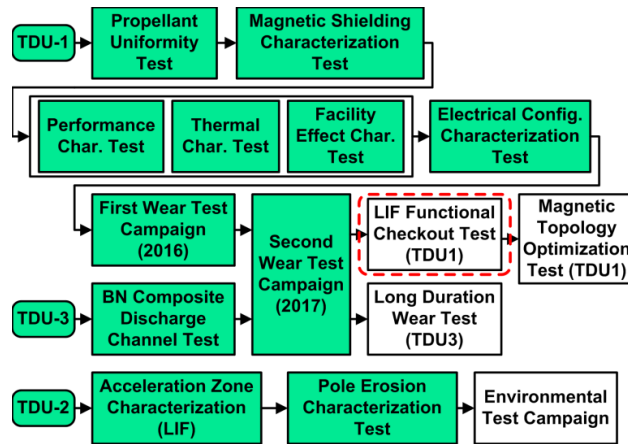 TDU-1
Propellant
Uniformity
Test
Magnetic Shielding
Characterization
Test
Performance
Char. Test
Thermal
Char. Test
Facility
Effect Char.
Test
Electrical Config.
Characterization
Test
First Wear Test
Campaign
(2016)
Second
Wear Test
Campaign
(2017)
LIF Functional
Checkout Test
(TDU1)
Magnetic
Topology
Optimization
Test (TDU1)
TDU-3
BN Composite
Discharge
Channel Test
Long Duration
Wear Test
(TDU3)
TDU-2
Acceleration Zone
Characterization
(LIF)
Pole Erosion
Characterization
Test
Environmental
Test Campaign